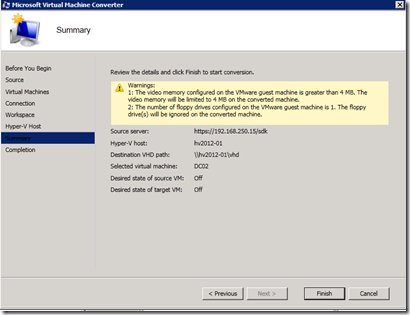 Microsoft Virtual Machine Converter
Summary
Before You Begin
Source
Virtual Machines
Connection
Workspace
Hyper-V Host
Summary
Completion
Review the details and click Finish to start conversion.
Warnings:
1: The video memory configured on the VMware guest machine is greater than 4 MB. The
video memory will be limited to 4 MB on the converted machine.
2: The number of floppy drives configured on the VMware guest machine is 1. The floppy
drive(s) will be ignored on the converted machine.
Source server: https://192.168.250.15/sdk
Hyper-V host: hv2012-01
Destination VHD path: \\hv2012-01\vhd
Selected virtual machine: DC02
Desired state of source VM: Off
Desired state of target VM: Off
< Previous Next > Finish Cancel